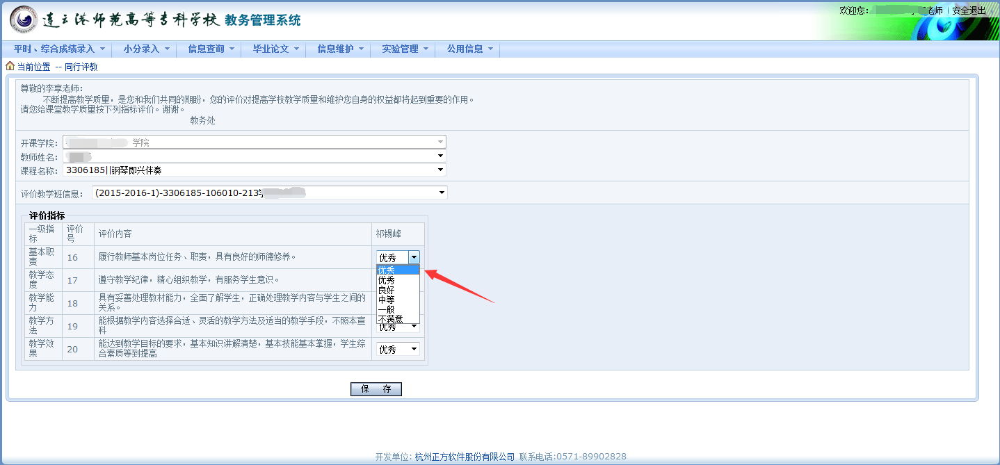 连云港师范高等专科学校 教务管理系统
欢迎您: 老师 | 安全退出
平时、综合成绩录入 小分录入 信息查询 毕业论文 信息维护 实验管理 公用信息
当前位置 -- 同行评教
尊敬的李享老师:
不断提高教学质量，是您和我们共同的期盼，您的评价对提高学校教学质量和维护您自身的权益都将起到重要的作用。
请您给课堂教学质量按下列指标评价。谢谢。
教务处
开课学院: 学院
教师姓名:
课程名称: 3306185||钢琴即兴伴奏
评价教学班信息: (2015-2016-1)-3306185-106010-213
评价指标
一级指标 评价号 评价内容 祁锡峰
基本职责 16 履行教师基本岗位任务、职责，具有良好的师德修养。 优秀
优秀
教学态度 17 遵守教学纪律，精心组织教学，有服务学生意识。 优秀
良好
教学能力 18 具有妥善处理教材能力，全面了解学生，正确处理教学内容与学生之间的关系。 中等
一般
不满意
教学方法 19 能根据教学内容选择合适、灵活的教学方法及适当的教学手段，不照本宣科 优秀
教学效果 20 能达到教学目标的要求，基本知识讲解清楚，基本技能基本掌握，学生综合素质等到提高 优秀
保 存
开发单位: 杭州正方软件股份有限公司 联系电话:0571-89902828